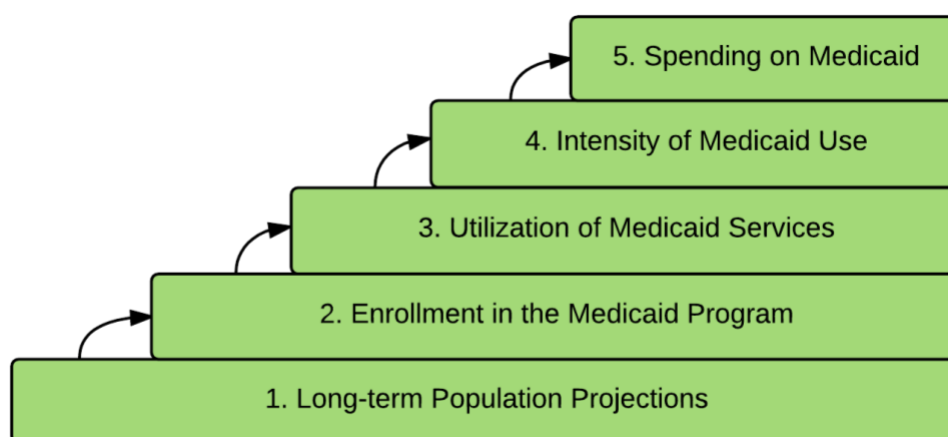 5. Spending on Medicaid
4. Intensity of Medicaid Use
3. Utilization of Medicaid Services
2. Enrollment in the Medicaid Program
1. Long-term Population Projections